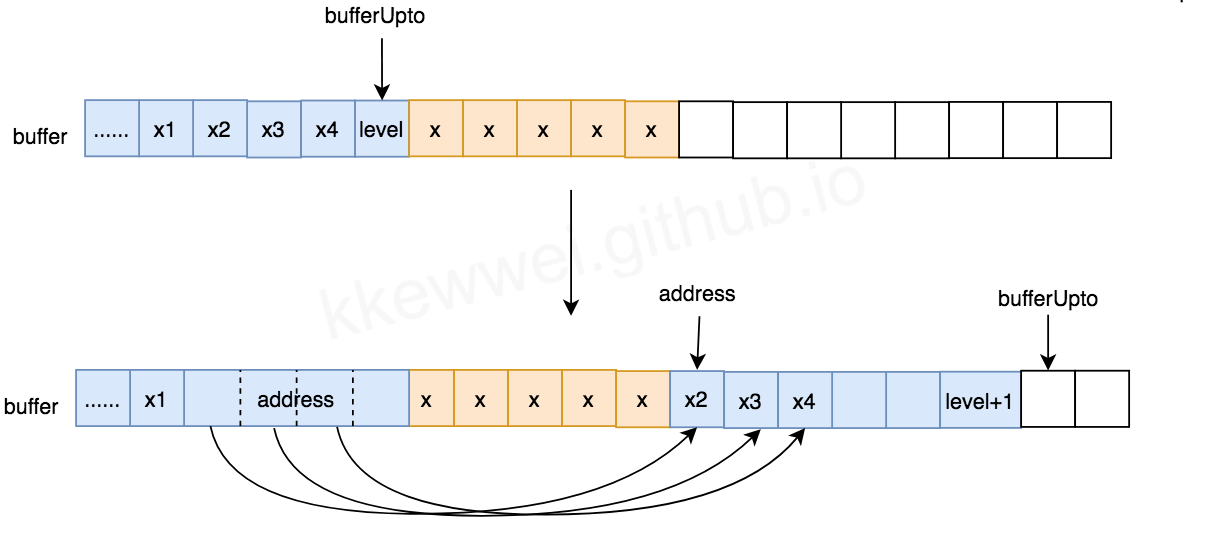 bufferUpto
buffer ...... x1 x2 x3 x4 level x x x x x
kkewwei.github.io
address bufferUpto
buffer ...... x1 address x x x x x x2 x3 x4 level+1